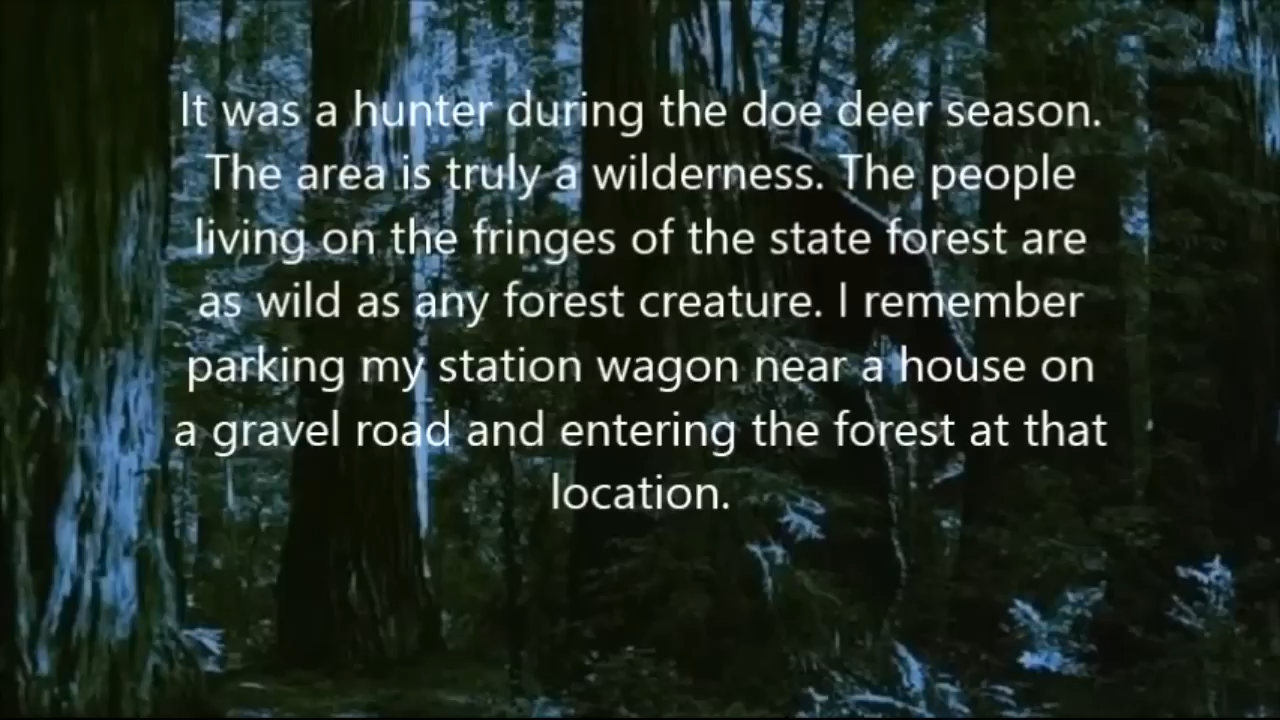 It was a hunter during the doe deer season.
The area is truly a wilderness. The people
living on the fringes of the state forest are
as wild as any forest creature. I remember
parking my station wagon near a house on
a gravel road and entering the forest at that
location.